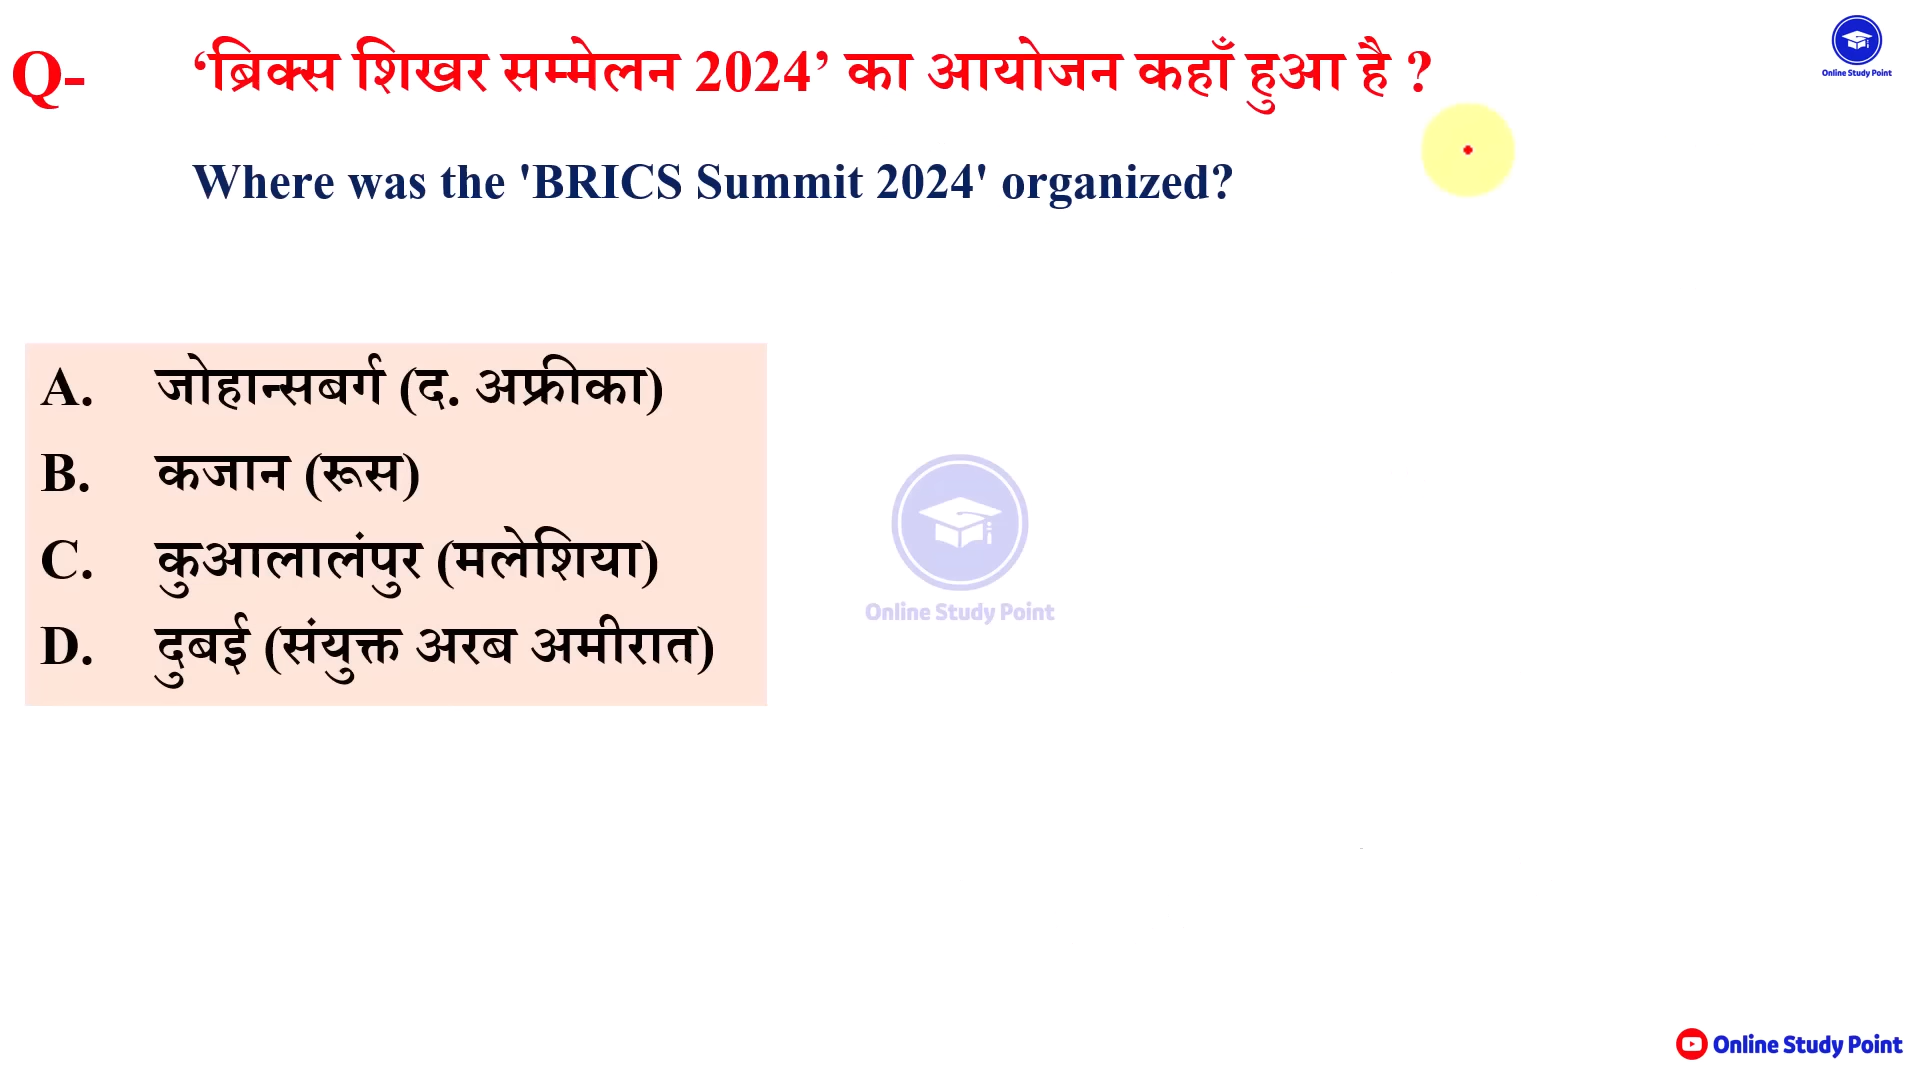 Online Study Point
Q- ‘ब्रिक्स शिखर सम्मेलन 2024’ का आयोजन कहाँ हुआ है ?
Where was the 'BRICS Summit 2024' organized?
A. जोहान्सबर्ग (द. अफ्रीका)
B. कजान (रूस)
C. कुआलालंपुर (मलेशिया)
D. दुबई (संयुक्त अरब अमीरात)
Online Study Point
Online Study Point